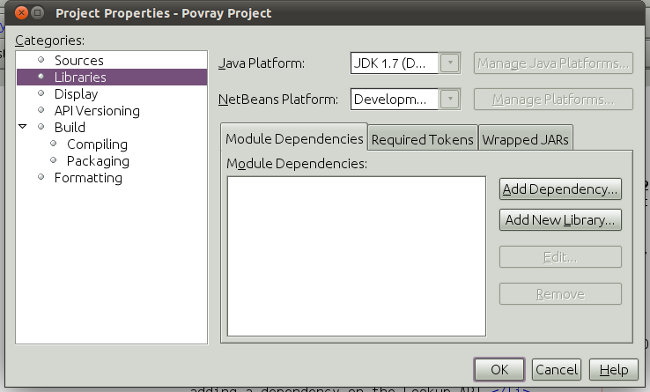 Project Properties - Povray Project
Categories:
Sources
Libraries
Display
API Versioning
Build
Compiling
Packaging
Formatting
Java Platform: JDK 1.7 (D... Manage Java Platforms...
NetBeans Platform: Developm... Manage Platforms...
Module Dependencies Required Tokens Wrapped JARs
Module Dependencies:
Add Dependency...
Add New Library...
Edit...
Remove
OK Cancel Help
adding a dependency on the Lookup API.</li>